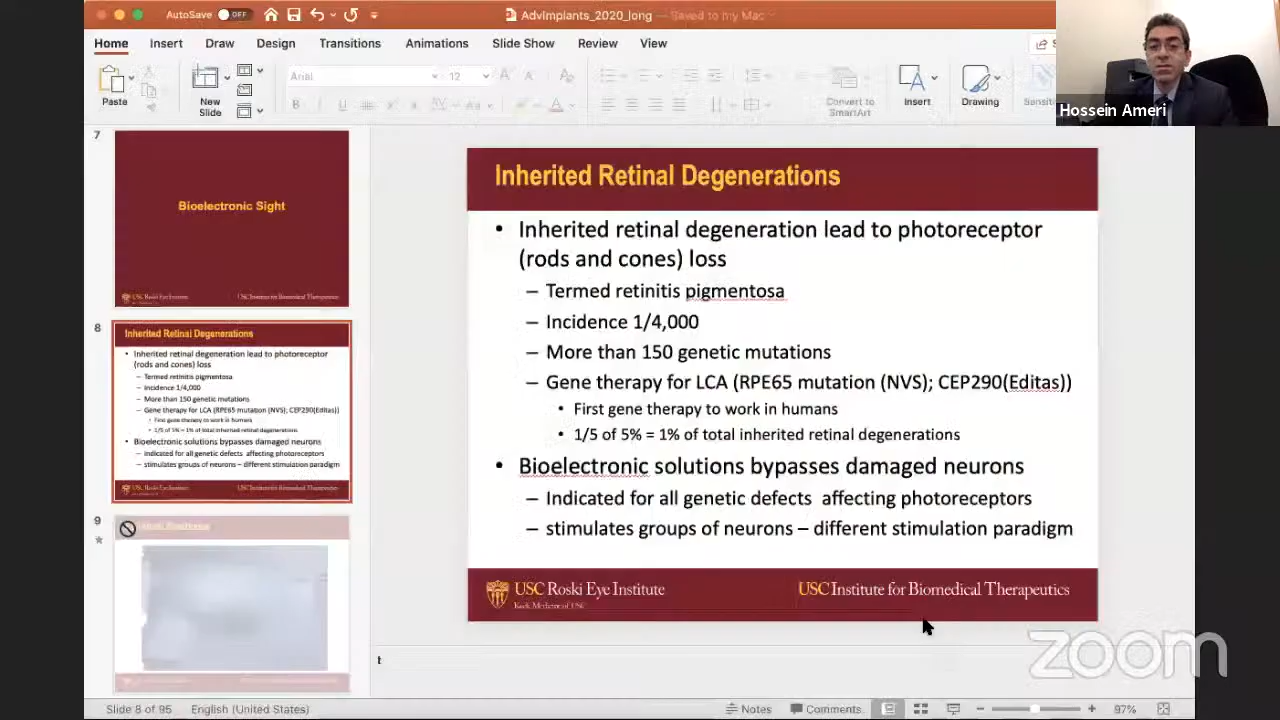 AutoSave OFF
AdvImplants_2020_long — Saved to my Mac
Home Insert Draw Design Transitions Animations Slide Show Review View
Paste
New
Slide
Arial
12
Convert to
SmartArt
Insert
Drawing
Hossein Ameri
7
Bioelectronic Sight
USC Roski Eye Institute
USC Institute for Biomedical Therapeutics
8
Inherited Retinal Degenerations
• Inherited retinal degeneration lead to photoreceptor
(rods and cones) loss
– Termed retinitis pigmentosa
– Incidence 1/4,000
– More than 150 genetic mutations
– Gene therapy for LCA (RPE65 mutation (NVS); CEP290(Editas))
• First gene therapy to work in humans
• 1/5 of 5% = 1% of total inherited retinal degenerations
• Bioelectronic solutions bypasses damaged neurons
– Indicated for all genetic defects affecting photoreceptors
– stimulates groups of neurons – different stimulation paradigm
USC Roski Eye Institute
USC Institute for Biomedical Therapeutics
9
Inherited Retinal Degenerations
• Inherited retinal degeneration lead to photoreceptor
(rods and cones) loss
– Termed retinitis pigmentosa
– Incidence 1/4,000
– More than 150 genetic mutations
– Gene therapy for LCA (RPE65 mutation (NVS); CEP290(Editas))
• First gene therapy to work in humans
• 1/5 of 5% = 1% of total inherited retinal degenerations
• Bioelectronic solutions bypasses damaged neurons
– Indicated for all genetic defects affecting photoreceptors
– stimulates groups of neurons – different stimulation paradigm
USC Roski Eye Institute
Keck Medicine of USC
USC Institute for Biomedical Therapeutics
t
zoom
Slide 8 of 95 English (United States)
Notes Comments 97%